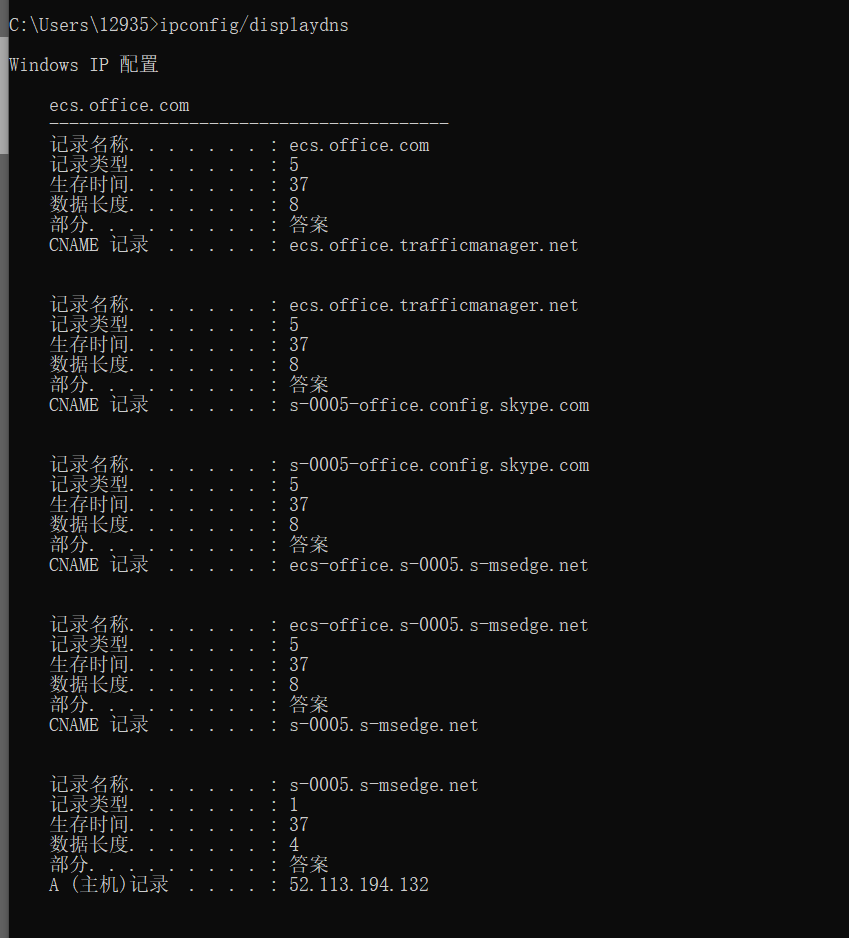 C:\Users\12935>ipconfig/displaydns
Windows IP 配置
ecs.office.com
----------------------------------------
记录名称. . . . . . . : ecs.office.com
记录类型. . . . . . . : 5
生存时间. . . . . . . : 37
数据长度. . . . . . . : 8
部分. . . . . . . . . : 答案
CNAME 记录  . . . . . : ecs.office.trafficmanager.net
记录名称. . . . . . . : ecs.office.trafficmanager.net
记录类型. . . . . . . : 5
生存时间. . . . . . . : 37
数据长度. . . . . . . : 8
部分. . . . . . . . . : 答案
CNAME 记录  . . . . . : s-0005-office.config.skype.com
记录名称. . . . . . . : s-0005-office.config.skype.com
记录类型. . . . . . . : 5
生存时间. . . . . . . : 37
数据长度. . . . . . . : 8
部分. . . . . . . . . : 答案
CNAME 记录  . . . . . : ecs-office.s-0005.s-msedge.net
记录名称. . . . . . . : ecs-office.s-0005.s-msedge.net
记录类型. . . . . . . : 5
生存时间. . . . . . . : 37
数据长度. . . . . . . : 8
部分. . . . . . . . . : 答案
CNAME 记录  . . . . . : s-0005.s-msedge.net
记录名称. . . . . . . : s-0005.s-msedge.net
记录类型. . . . . . . : 1
生存时间. . . . . . . : 37
数据长度. . . . . . . : 4
部分. . . . . . . . . : 答案
A (主机)记录  . . . . : 52.113.194.132